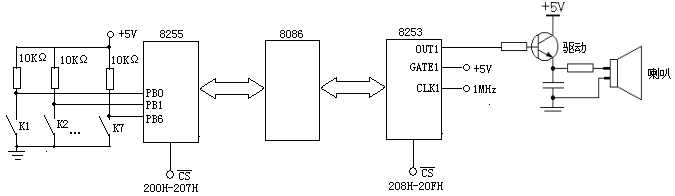 +5V
8255
8086
8253
+5V
10KΩ
10KΩ
10KΩ
OUT1
驱动
GATE1
+5V
喇叭
PB0
CLK1
1MHz
PB1
K1
K2
...
K7
PB6
CS
200H-207H
CS
208H-20FH